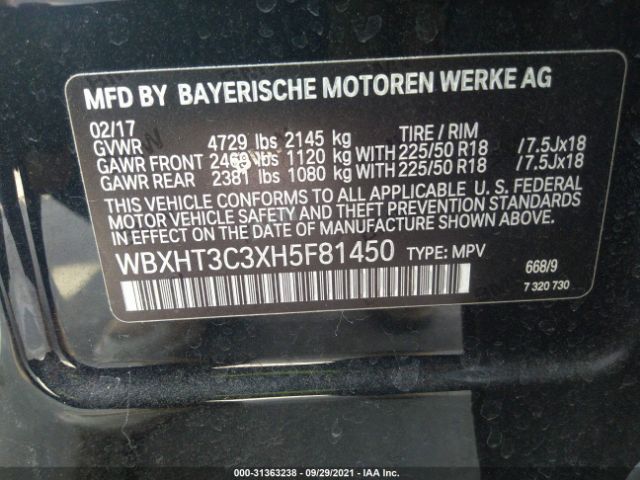 MFD BY BAYERISCHE MOTOREN WERKE AG
02/17
GVWR 4729 lbs 2145 kg TIRE / RIM
GAWR FRONT 2469 lbs 1120 kg WITH 225/50 R18 /7.5Jx18
GAWR REAR 2381 lbs 1080 kg WITH 225/50 R18 /7.5Jx18
THIS VEHICLE CONFORMS TO ALL APPLICABLE U. S. FEDERAL
MOTOR VEHICLE SAFETY AND THEFT PREVENTION STANDARDS
IN EFFECT ON THE DATE OF MANUFACTURE SHOWN ABOVE.
WBXHT3C3XH5F81450 TYPE: MPV
668/9
7 320 730
000-31363238 - 09/29/2021 - IAA Inc.